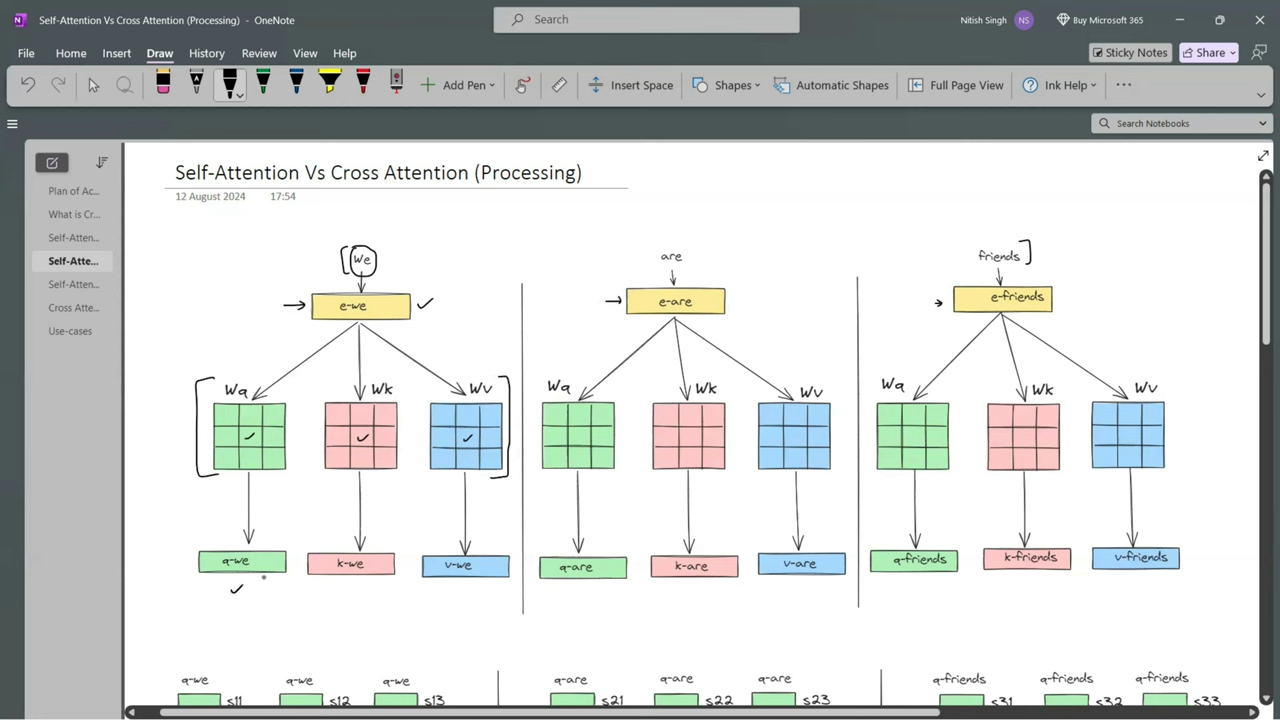 Self-Attention Vs Cross Attention (Processing) - OneNote
Search
Nitish Singh
NS
Buy Microsoft 365
File
Home
Insert
Draw
History
Review
View
Help
Sticky Notes
Share
Add Pen
Insert Space
Shapes
Automatic Shapes
Full Page View
Ink Help
Search Notebooks
Plan of Ac...
What is Cr...
Self-Atten...
Self-Atte...
Self-Atten...
Cross Atte...
Use-cases
Self-Attention Vs Cross Attention (Processing)
12 August 2024 17:54
[We are friends]
e-we e-are e-friends
Wq Wk Wv Wq Wk Wv Wq Wk Wv
q-we k-we v-we q-are k-are v-are q-friends k-friends v-friends
q-we q-we q-we q-are q-are q-are q-friends q-friends q-friends
s11 s12 s13 s21 s22 s23 s31 s32 s33